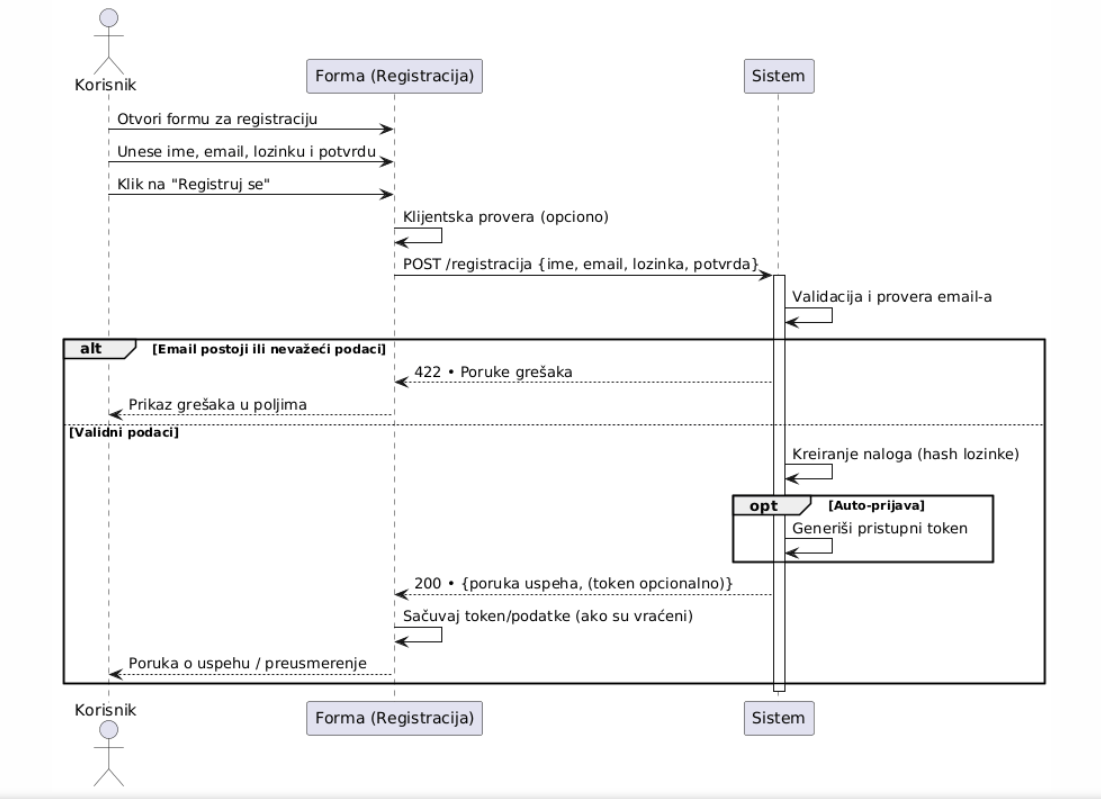 Korisnik
Forma (Registracija)
Sistem
Otvori formu za registraciju
Unese ime, email, lozinku i potvrdu
Klik na "Registruj se"
Klijentska provera (opciono)
POST /registracija {ime, email, lozinka, potvrda}
Validacija i provera email-a
alt [Email postoji ili nevažeći podaci]
422 • Poruke grešaka
Prikaz grešaka u poljima
[Validni podaci]
Kreiranje naloga (hash lozinke)
opt [Auto-prijava]
Generiši pristupni token
200 • {poruka uspeha, (token opcionalno)}
Sačuvaj token/podatke (ako su vraćeni)
Poruka o uspehu / preusmerenje
Korisnik
Forma (Registracija)
Sistem